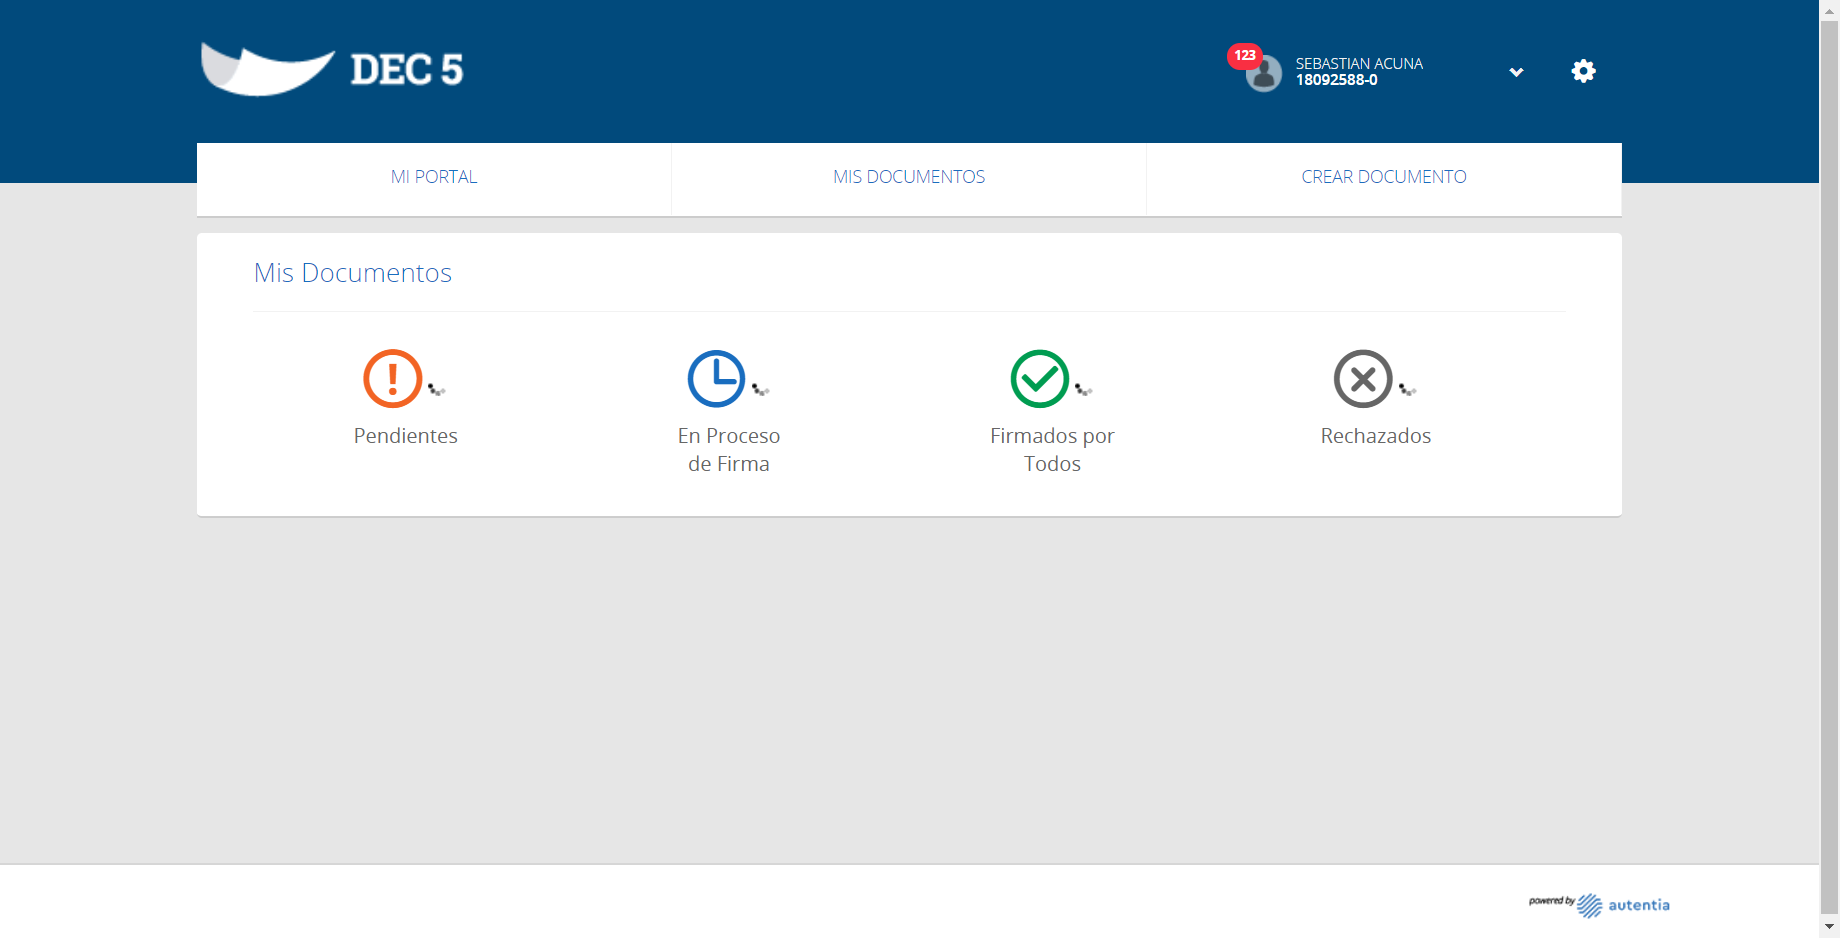 DEC 5
123
SEBASTIAN ACUNA
18092588-0
MI PORTAL
MIS DOCUMENTOS
CREAR DOCUMENTO
Mis Documentos
Pendientes
En Proceso
de Firma
Firmados por
Todos
Rechazados
powered by autentia